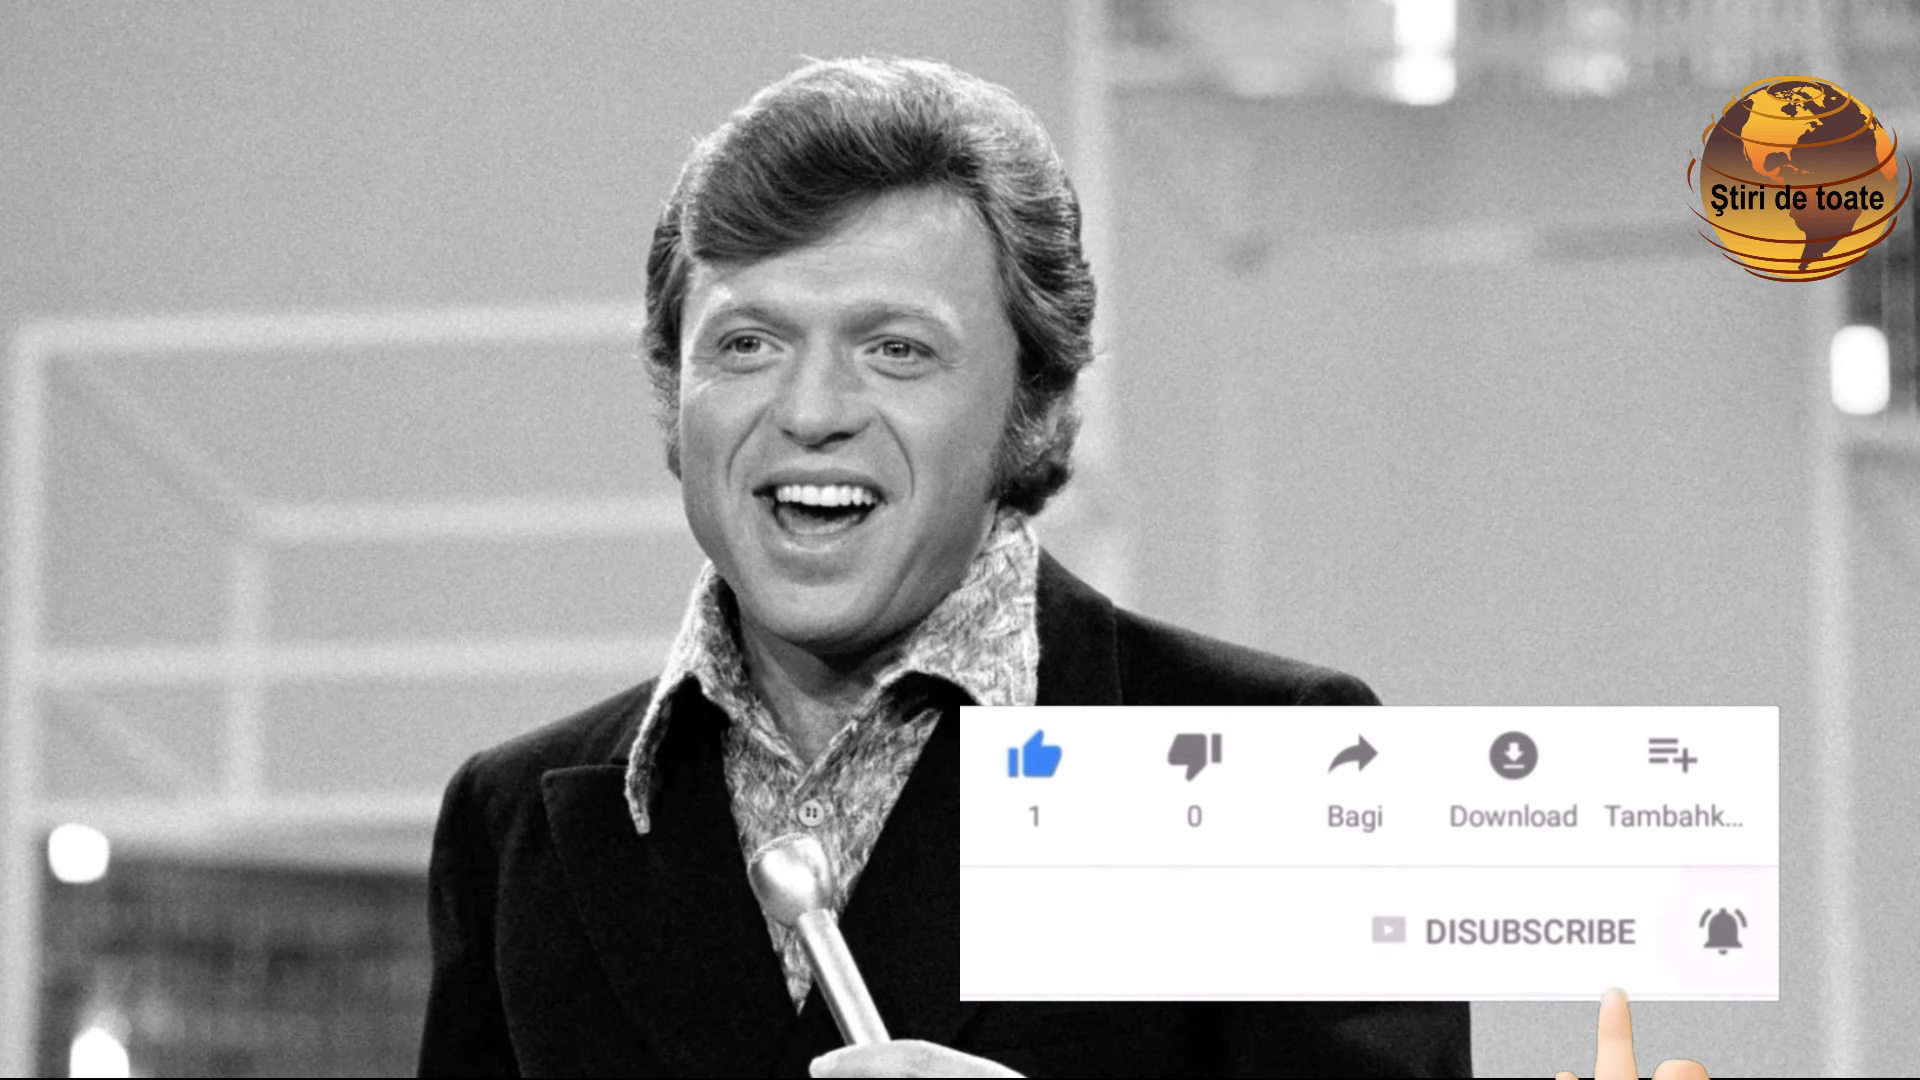 Ştiri de toate
1
0
Bagi
Download
Tambahk...
DISUBSCRIBE